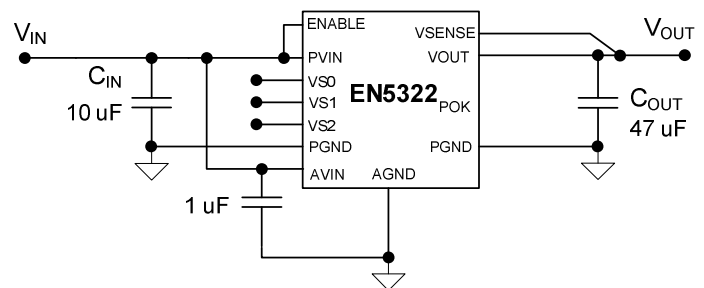 ENABLE
VSENSE
VIN
VOUT
PVIN
VOUT
CIN
VS0
10 uF
VS1
EN5322
POK
COUT
VS2
47 uF
PGND
PGND
AVIN
AGND
1 uF